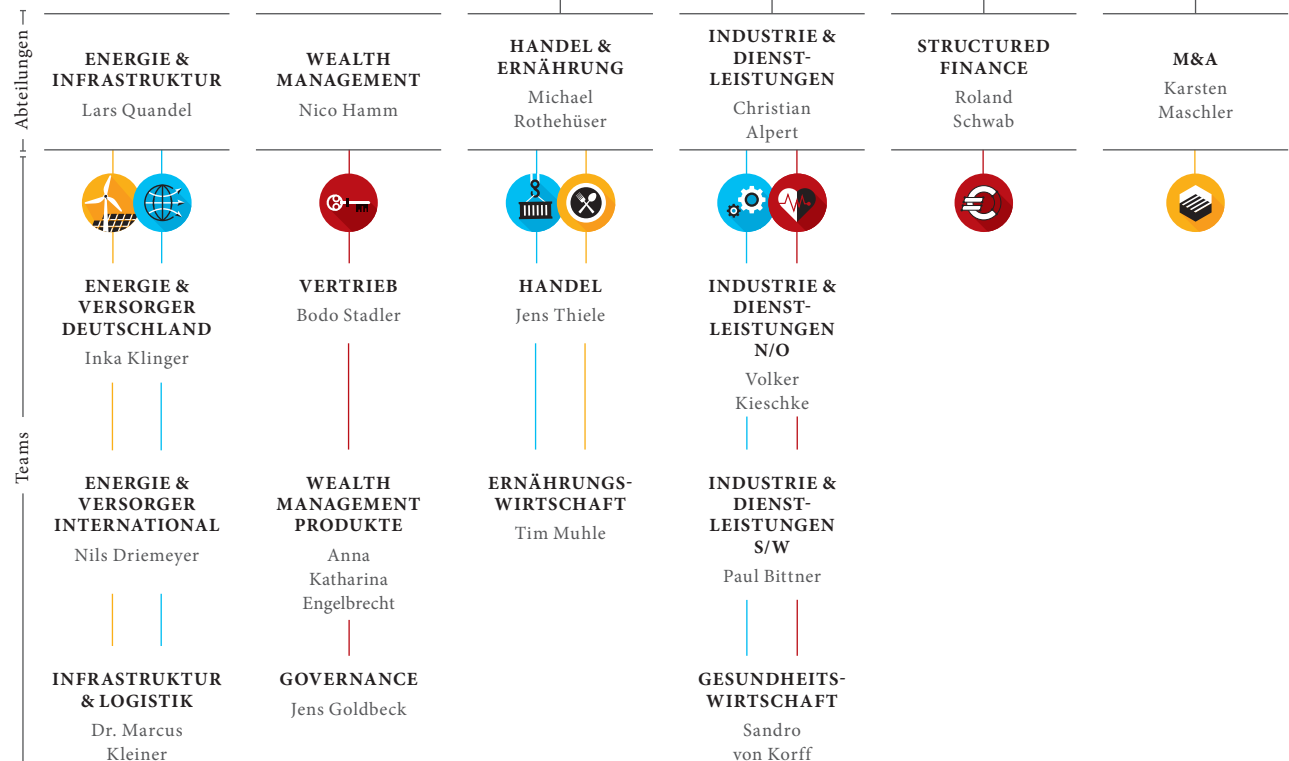 Abteilungen
ENERGIE &
INFRASTRUKTUR
Lars Quandel
WEALTH
MANAGEMENT
Nico Hamm
HANDEL &
ERNÄHRUNG
Michael
Rothehüser
INDUSTRIE &
DIENST-
LEISTUNGEN
Christian
Alpert
STRUCTURED
FINANCE
Roland
Schwab
M&A
Karsten
Maschler
Teams
ENERGIE &
VERSORGER
DEUTSCHLAND
Inka Klinger
VERTRIEB
Bodo Stadler
HANDEL
Jens Thiele
INDUSTRIE &
DIENST-
LEISTUNGEN
N/O
Volker
Kieschke
ENERGIE &
VERSORGER
INTERNATIONAL
Nils Driemeyer
WEALTH
MANAGEMENT
PRODUKTE
Anna
Katharina
Engelbrecht
ERNÄHRUNGS-
WIRTSCHAFT
Tim Muhle
INDUSTRIE &
DIENST-
LEISTUNGEN
S/W
Paul Bittner
INFRASTRUKTUR
& LOGISTIK
Dr. Marcus
Kleiner
GOVERNANCE
Jens Goldbeck
GESUNDHEITS-
WIRTSCHAFT
Sandro
von Korff